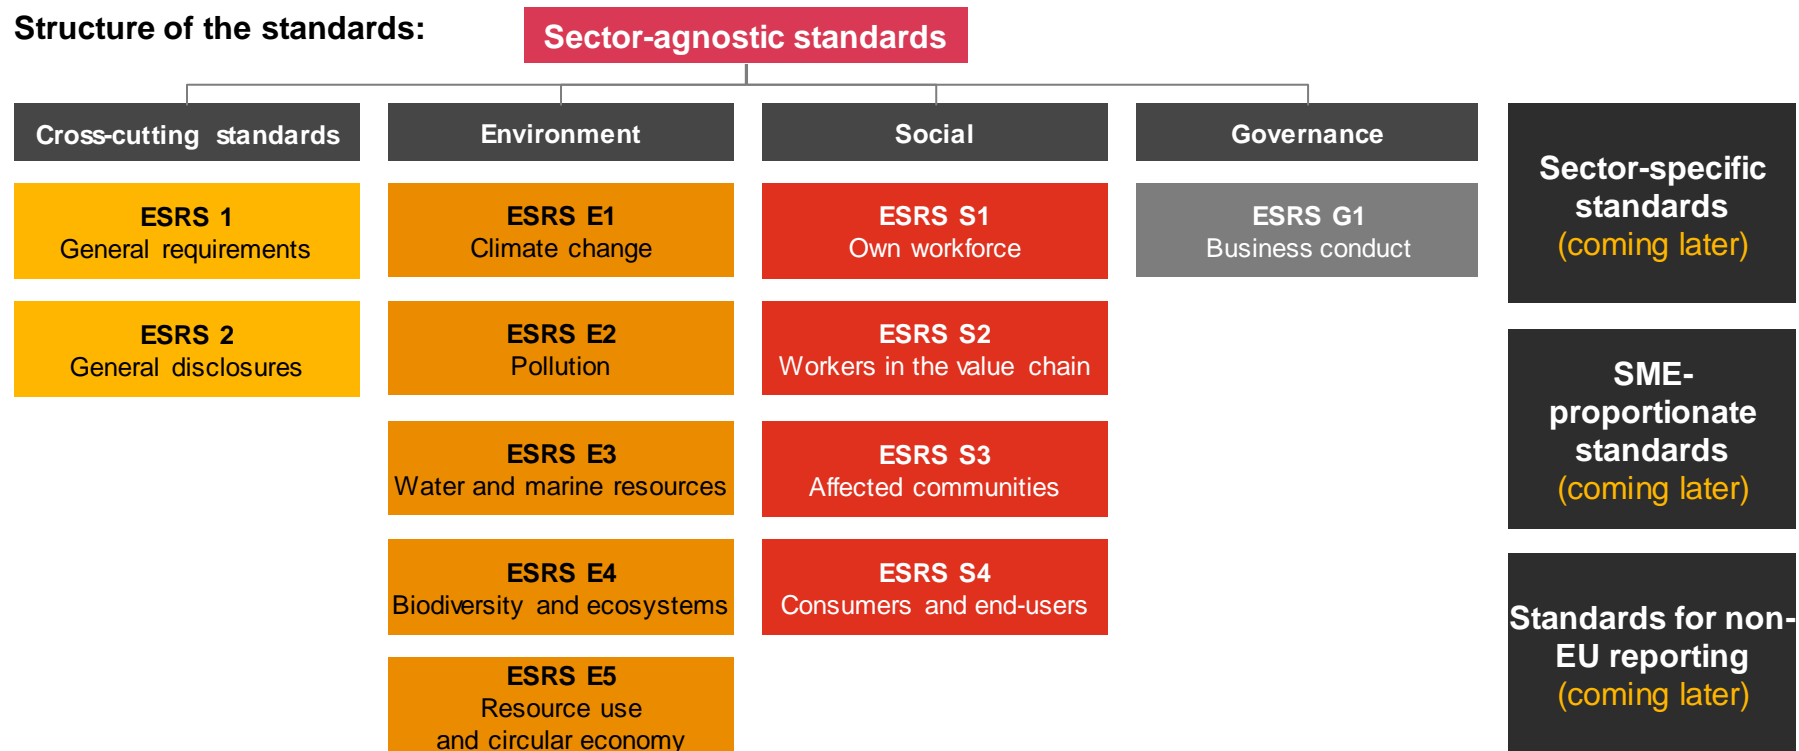 Structure of the standards:
Sector-agnostic standards
Cross-cutting standards
ESRS 1
General requirements
ESRS 2
General disclosures
Environment
ESRS E1
Climate change
ESRS E2
Pollution
ESRS E3
Water and marine resources
ESRS E4
Biodiversity and ecosystems
ESRS E5
Resource use
and circular economy
Social
ESRS S1
Own workforce
ESRS S2
Workers in the value chain
ESRS S3
Affected communities
ESRS S4
Consumers and end-users
Governance
ESRS G1
Business conduct
Sector-specific
standards
(coming later)
SME-
proportionate
standards
(coming later)
Standards for non-
EU reporting
(coming later)